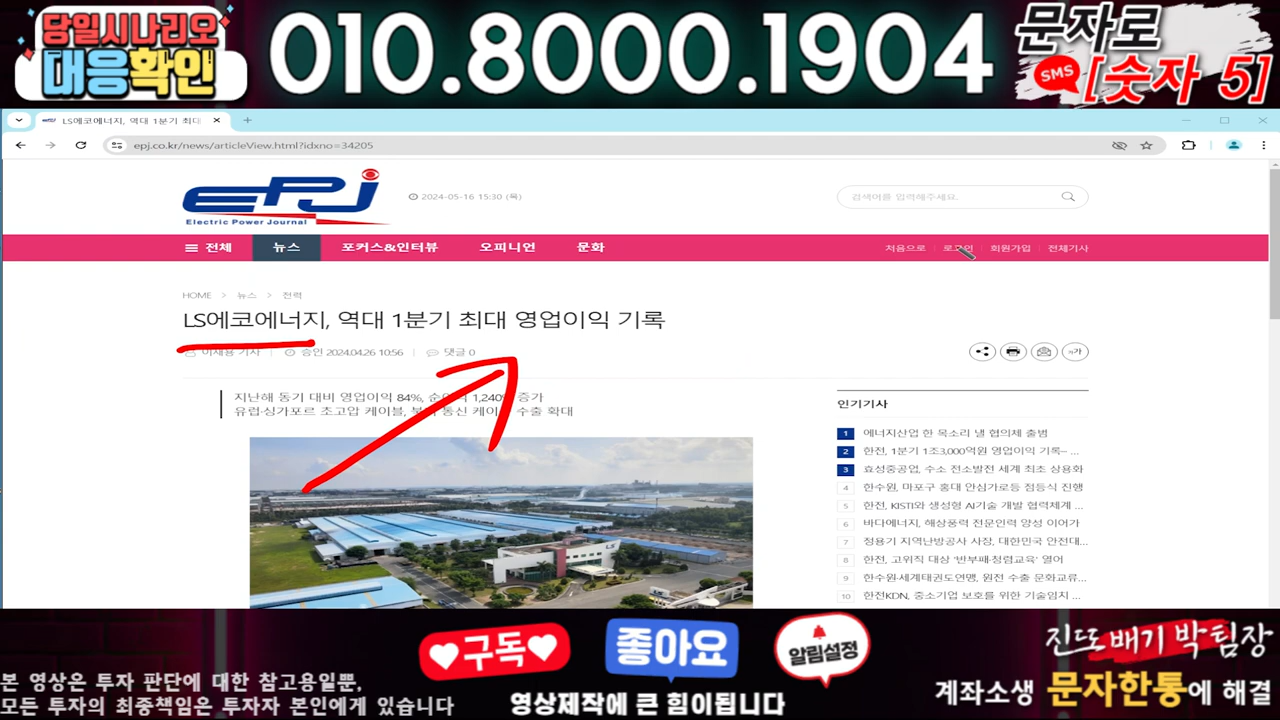 당일시나리오
대응확인
010.8000.1904
문자로
SMS
[숫자 5]
LS에코에너지, 역대 1분기 최대
epj.co.kr/news/articleView.html?idxno=34205
EPJ
Electric Power Journal
2024-05-16 15:30 (목)
검색어를 입력해주세요.
전체 뉴스 포커스&인터뷰 오피니언 문화
처음으로 로그인 회원가입 전체기사
HOME > 뉴스 > 전력
LS에코에너지, 역대 1분기 최대 영업이익 기록
이재용 기자 승인 2024.04.26 10:56 댓글 0
가
지난해 동기 대비 영업이익 84%, 1,240% 증가
유럽·싱가포르 초고압 케이블, 통신 수출 확대
인기기사
1 에너지산업 한 목소리 낼 협의체 출범
2 한전, 1분기 1조3,000억원 영업이익 기록— ...
3 효성중공업, 수소 전소발전 세계 최초 상용화
4 한수원, 마포구 홍대 안심가로등 점등식 진행
5 한전, KISTI와 생성형 AI기술 개발 협력체계 ...
6 바다에너지, 해상풍력 전문인력 양성 이어가
7 정용기 지역난방공사 사장, 대한민국 안전대...
8 한전, 고위직 대상 '반부패·청렴교육' 열어
9 한수원·세계태권도연맹, 원전 수출 문화교류...
10 한전KDN, 중소기업 보호를 위한 기술임치 ...
구독
좋아요
알림설정
영상제작에 큰 힘이됩니다
본 영상은 투자 판단에 대한 참고용일뿐,
모든 투자의 최종책임은 투자자 본인에게 있습니다
진또배기 박팀장
계좌소생 문자한통에 해결